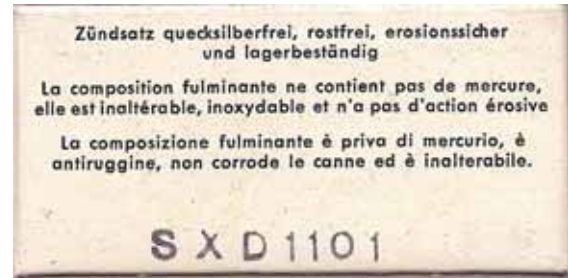 Zündsatz quecksilberfrei, rostfrei, erosionssicher
und lagerbeständig
La composition fulminante ne contient pas de mercure,
elle est inaltérable, inoxydable et n'a pas d'action érosive
La composizione fulminante è priva di mercurio, è
antiruggine, non corrode le canne ed è inalterabile.
S X D 1101